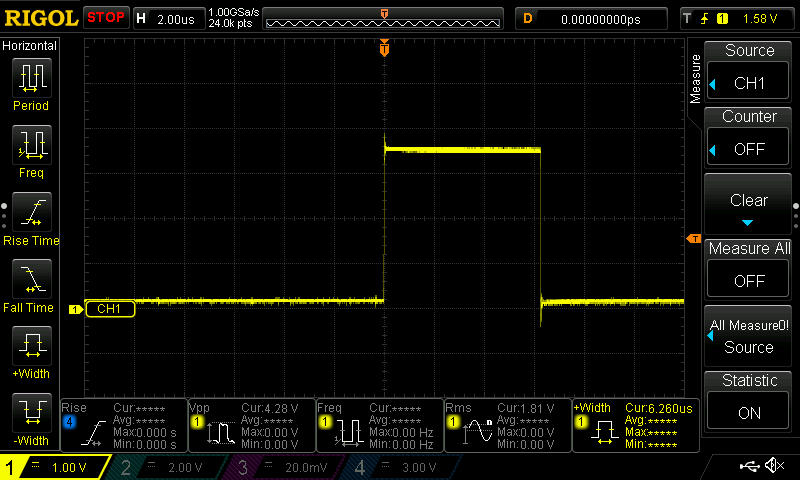 RIGOL STOP H 2.00us 1.00GSa/s 24.0k pts T D 0.00000000ps T 1 1.58 V
Horizontal
Period
Freq
Rise Time
Fall Time
+Width
-Width
T
T
1 CH1
Measure
Source
CH1
Counter
OFF
Clear
Measure All
OFF
All Measure0!
Source
Statistic
ON
Rise
4
Cur:*****
Avg:*****
Max:0.000 s
Min:0.000 s
Vpp
1
Cur:4.28 V
Avg:*****
Max:0.00 V
Min:0.00 V
Freq
1
Cur:*****
Avg:*****
Max:0.00 Hz
Min:0.00 Hz
Rms
1
Cur:1.81 V
Avg:*****
Max:0.00 V
Min:0.00 V
+Width
1
Cur:6.260us
Avg:*****
Max:*****
Min:*****
1 1.00 V 2 2.00 V 3 20.0mV 4 3.00 V